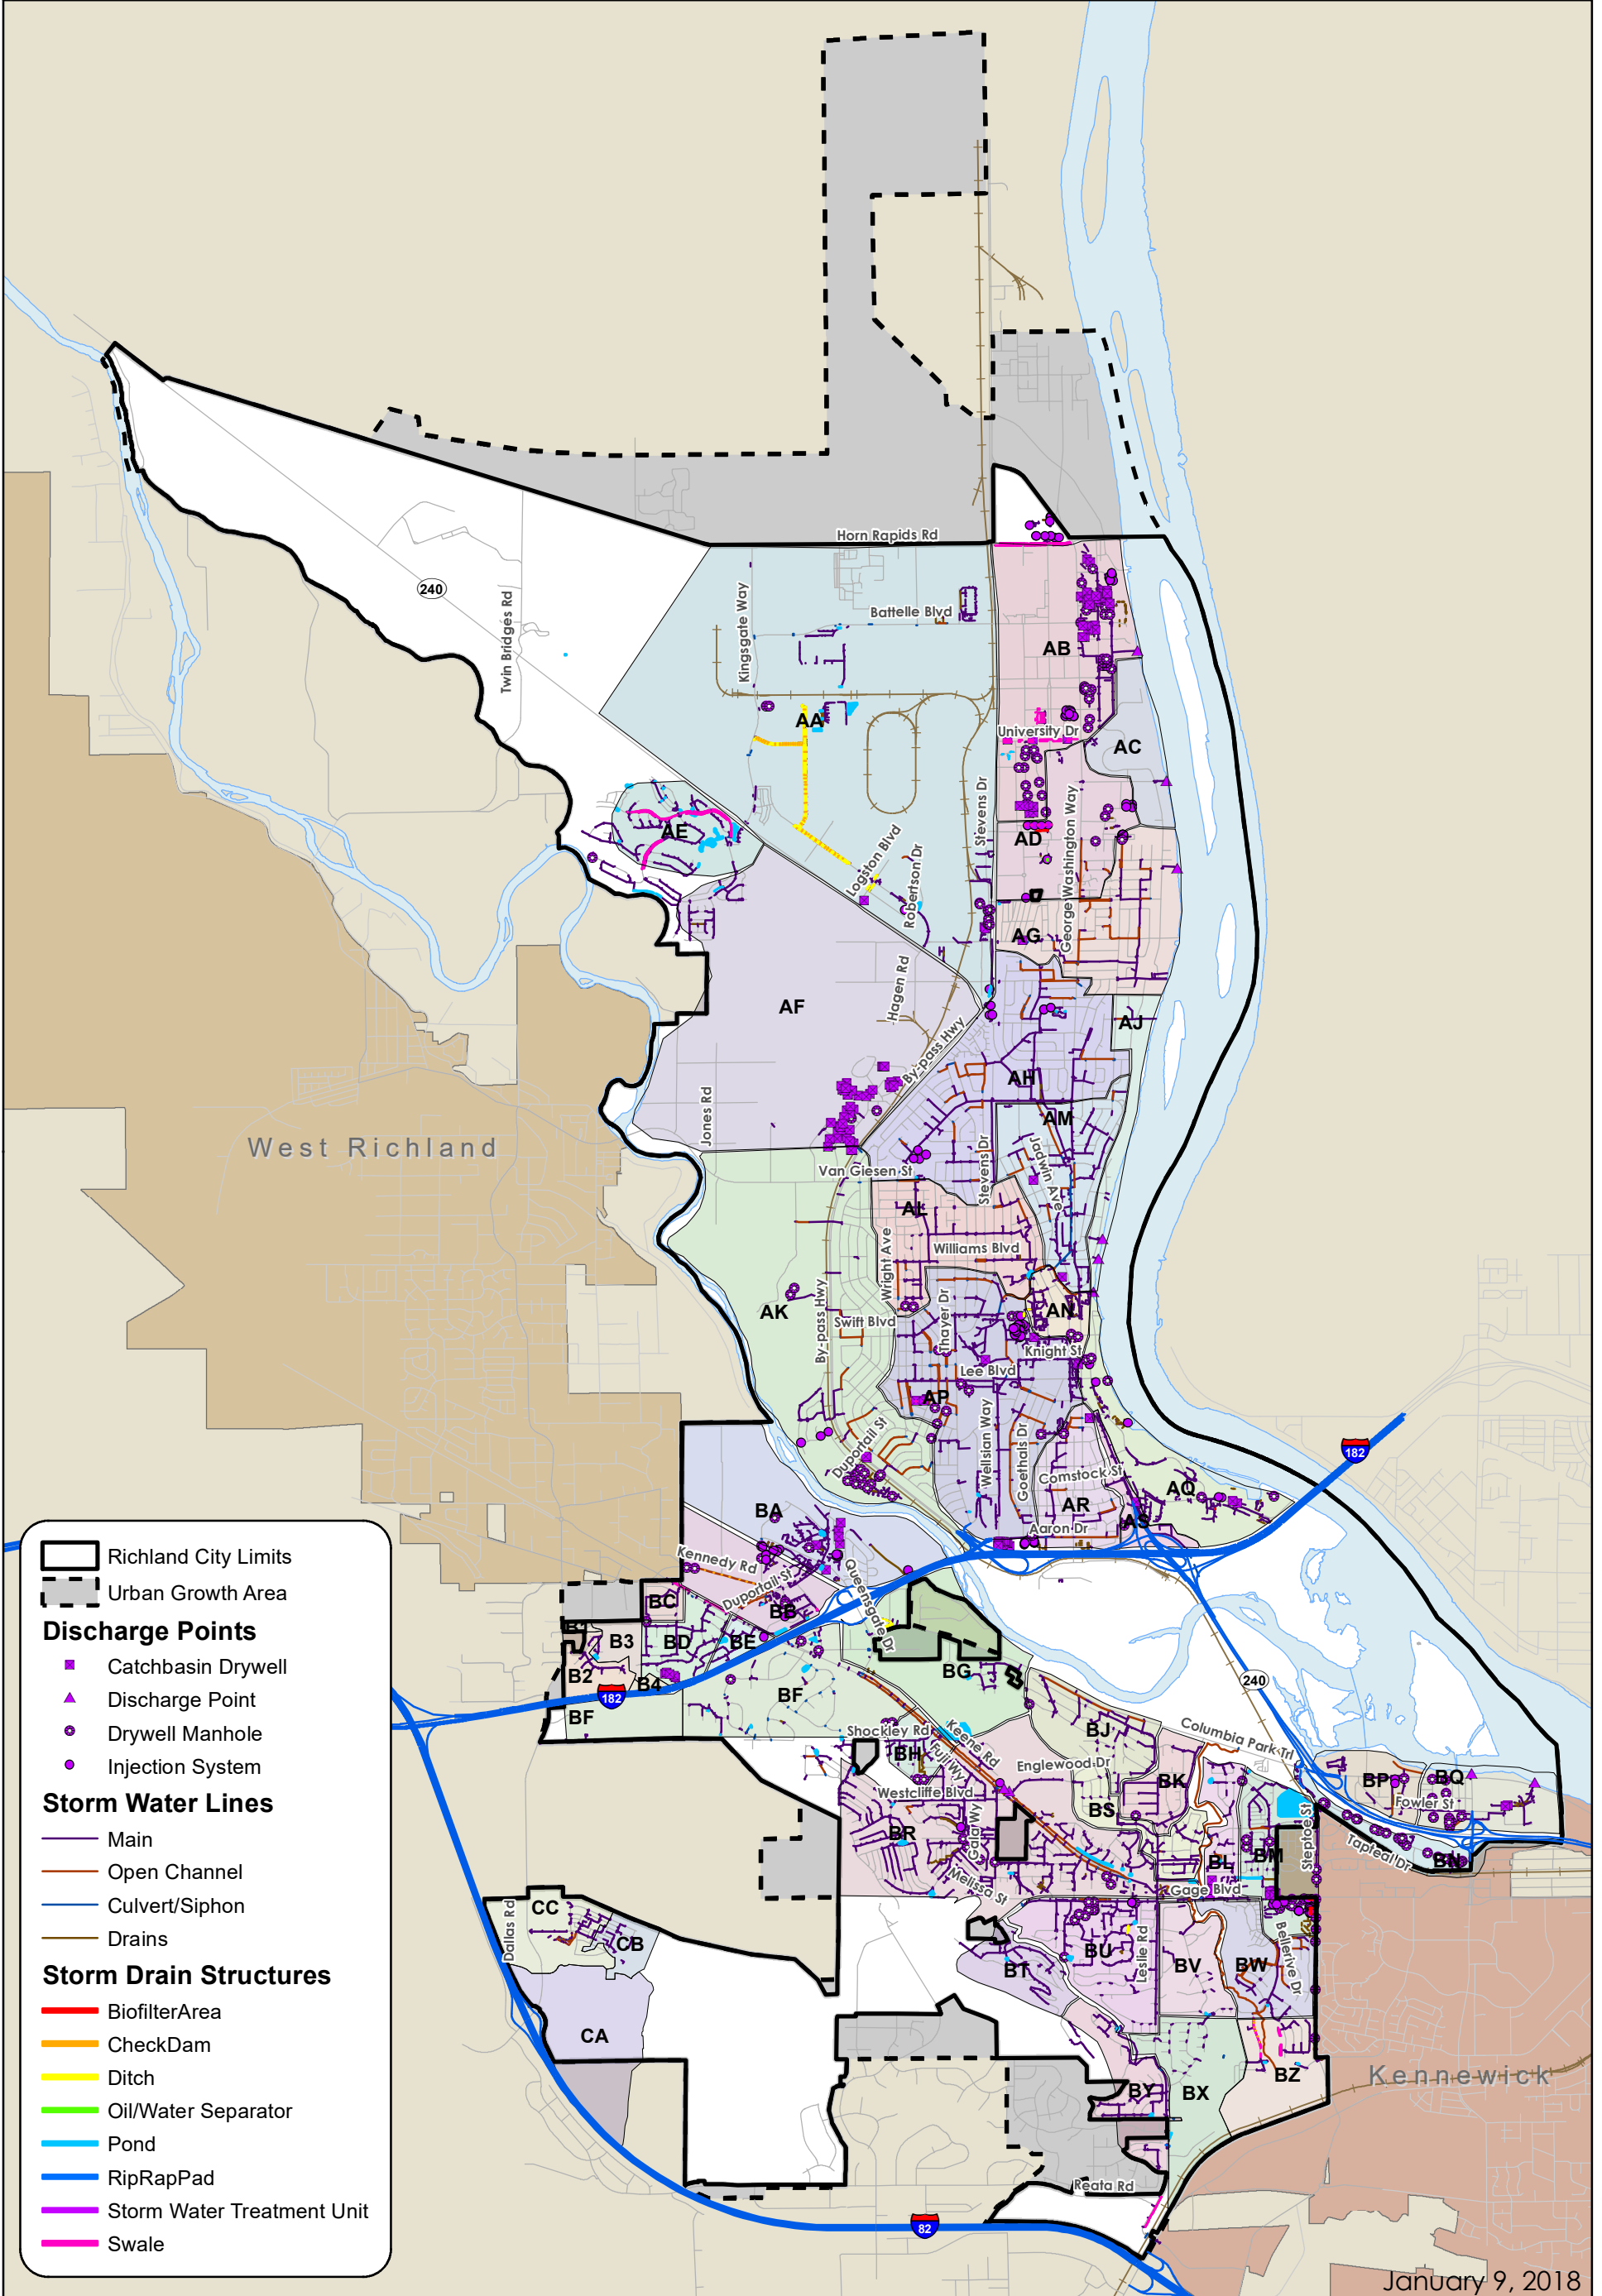 Horn Rapids Rd
240
Twin Bridges Rd
Kingsgate Way
Battelle Blvd
AB
AA
University Dr
AC
AE
Stevens Dr
George Washington Way
AD
Logston Blvd
Robertson Dr
AG
AF
Hagen Rd
AJ
By-pass Hwy
AH
Jones Rd
AM
West Richland
Van Giesen St
Stevens Dr
Jadwin Ave
AL
Wright Ave
Williams Blvd
AK
By-pass Hwy
Swift Blvd
Thayer Dr
AN
Knight St
Lee Blvd
AP
Duportail St
Wellsian Way
Goethals Dr
Comstock St
182
AQ
AR
AS
Aaron Dr
BA
Kennedy Rd
Duportail St
Queensgate Dr
BB
BC
B3
BD
BE
B2
B4
182
BF
BF
BG
240
Shockley Rd
Keene Rd
BJ
Columbia Park Trl
BH
Fuji Wy
Englewood Dr
Westcliffe Blvd
BK
BP
BQ
Fowler St
BS
BR
Gala Wy
BL
BM
Steptoe St
Tapteal Dr
BN
Melissa St
Gage Blvd
Dallas Rd
CC
CB
BT
BU
Leslie Rd
BV
BW
Bellerive Dr
CA
BY
BX
BZ
Kennewick
Reata Rd
82
Richland City Limits
Urban Growth Area
Discharge Points
Catchbasin Drywell
Discharge Point
Drywell Manhole
Injection System
Storm Water Lines
Main
Open Channel
Culvert/Siphon
Drains
Storm Drain Structures
BiofilterArea
CheckDam
Ditch
Oil/Water Separator
Pond
RipRapPad
Storm Water Treatment Unit
Swale
January 9, 2018